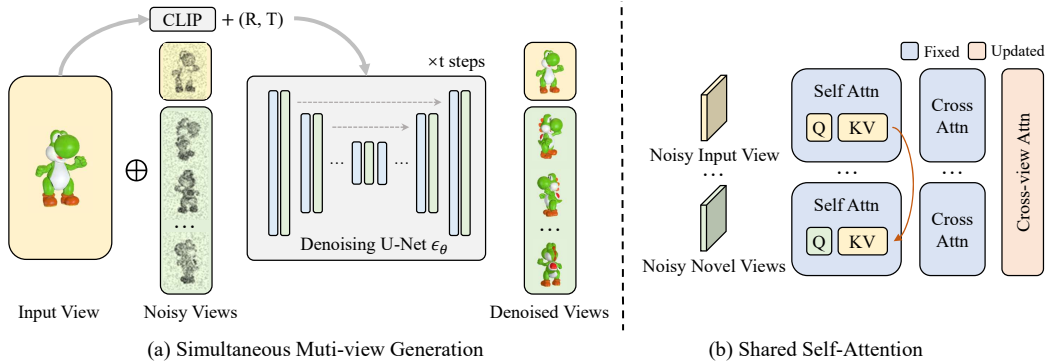 CLIP + (R, T)
×t steps
...
...
...
...
Denoising U-Net ϵθ
Input View
Noisy Views
Denoised Views
(a) Simultaneous Muti-view Generation
Fixed
Updated
Noisy Input View
...
Noisy Novel Views
Self Attn
Q
KV
...
Self Attn
Q
KV
Cross
Attn
...
Cross
Attn
Cross-view Attn
(b) Shared Self-Attention